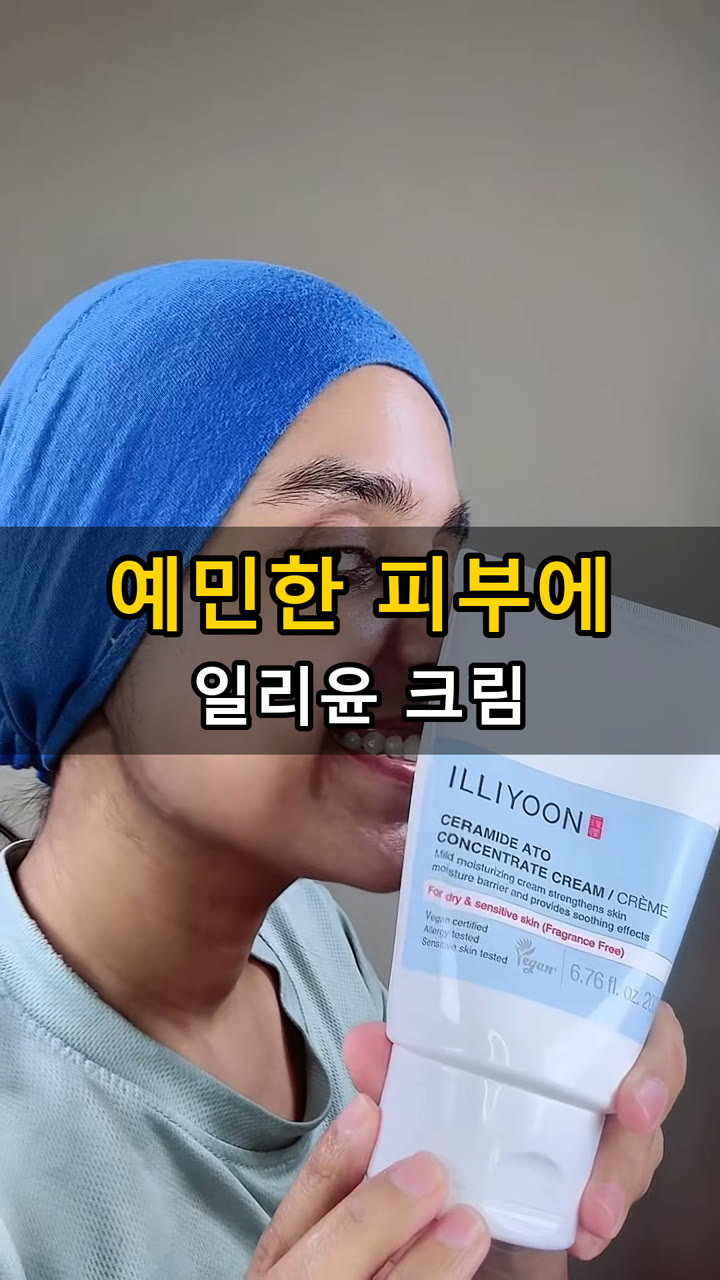 예민한 피부에
일리윤 크림
ILLIYOON
CERAMIDE ATO
CONCENTRATE CREAM / CRÈME
Mild moisturizing cream strengthens skin
moisture barrier and provides soothing effects
For dry & sensitive skin (Fragrance Free)
Vegan certified
Allergy tested
Sensitive skin tested
Vegan
6.76 fl. oz.